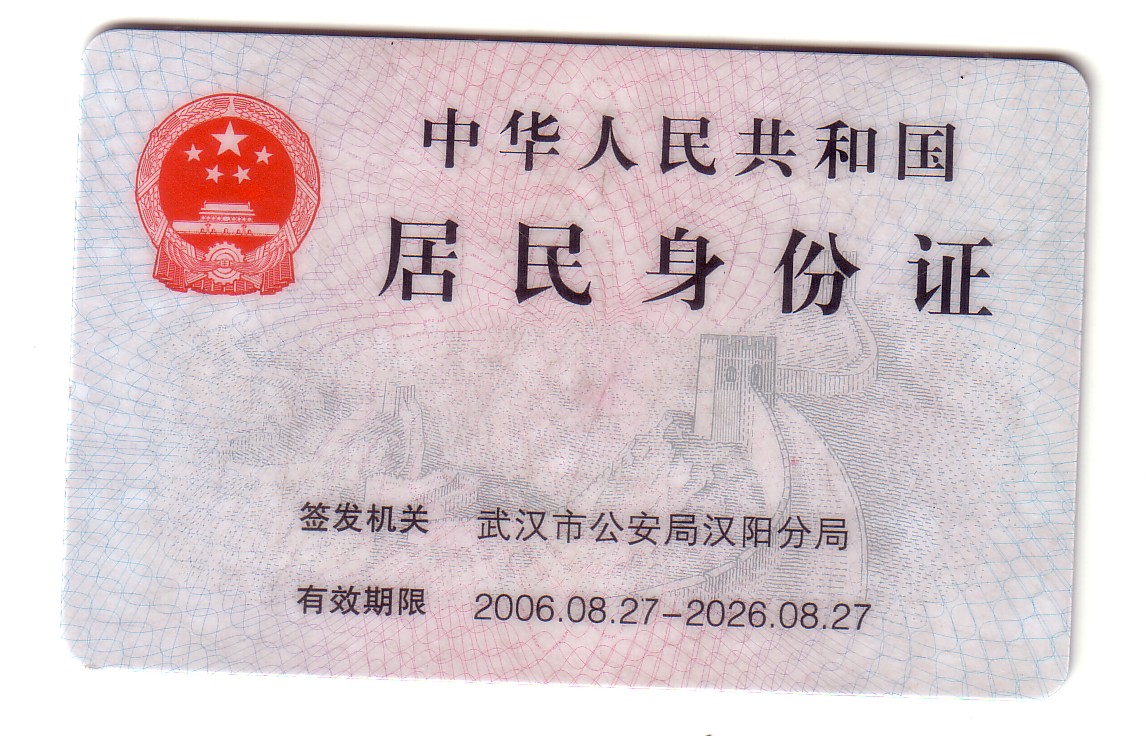 中华人民共和国
居民身份证
签发机关 武汉市公安局汉阳分局
有效期限 2006.08.27-2026.08.27